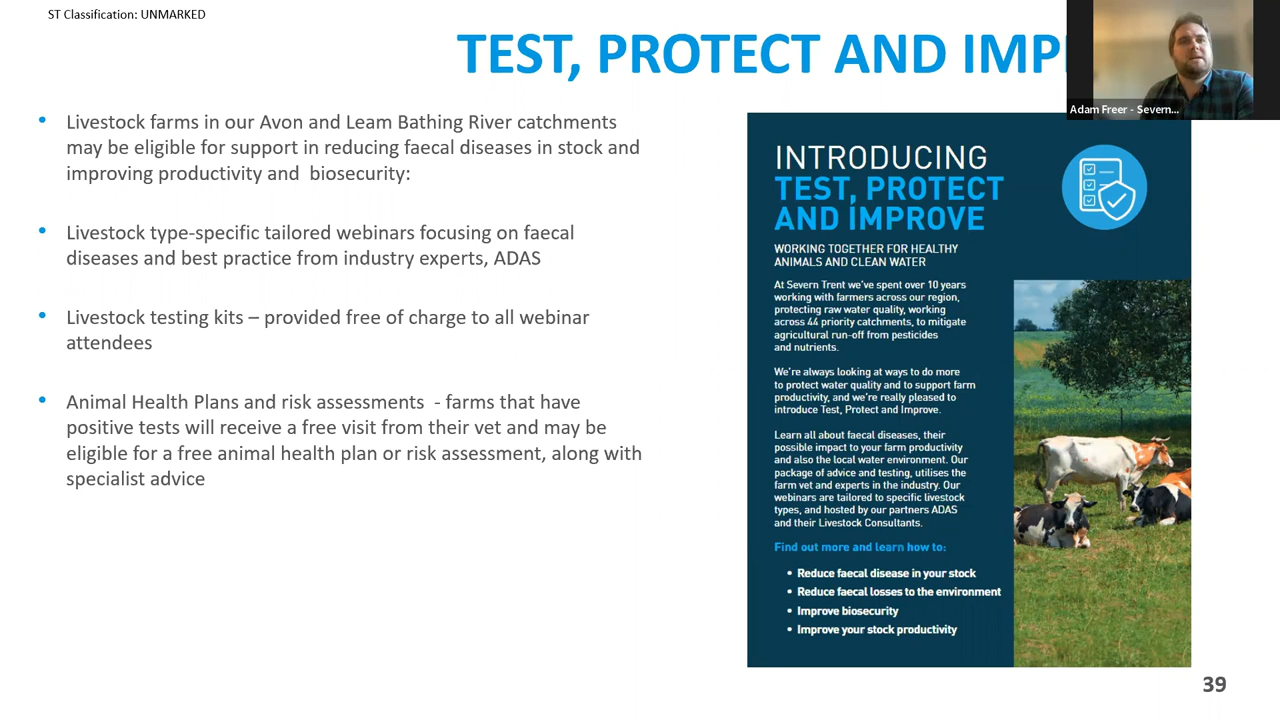 ST Classification: UNMARKED
TEST, PROTECT AND IMP
Adam Freer - Severn...
Livestock farms in our Avon and Leam Bathing River catchments
may be eligible for support in reducing faecal diseases in stock and
improving productivity and biosecurity:
Livestock type-specific tailored webinars focusing on faecal
diseases and best practice from industry experts, ADAS
Livestock testing kits – provided free of charge to all webinar
attendees
Animal Health Plans and risk assessments - farms that have
positive tests will receive a free visit from their vet and may be
eligible for a free animal health plan or risk assessment, along with
specialist advice
INTRODUCING
TEST, PROTECT
AND IMPROVE
WORKING TOGETHER FOR HEALTHY
ANIMALS AND CLEAN WATER
At Severn Trent we've spent over 10 years
working with farmers across our region,
protecting raw water quality, working
across 44 priority catchments, to mitigate
agricultural run-off from pesticides
and nutrients.
We're always looking at ways to do more
to protect water quality and to support farm
productivity, and we're really pleased to
introduce Test, Protect and Improve.
Learn all about faecal diseases, their
possible impact to your farm productivity
and also the local water environment. Our
package of advice and testing, utilises the
farm vet and experts in the industry. Our
webinars are tailored to specific livestock
types, and hosted by our partners ADAS
and their Livestock Consultants.
Find out more and learn how to:
• Reduce faecal disease in your stock
• Reduce faecal losses to the environment
• Improve biosecurity
• Improve your stock productivity
39